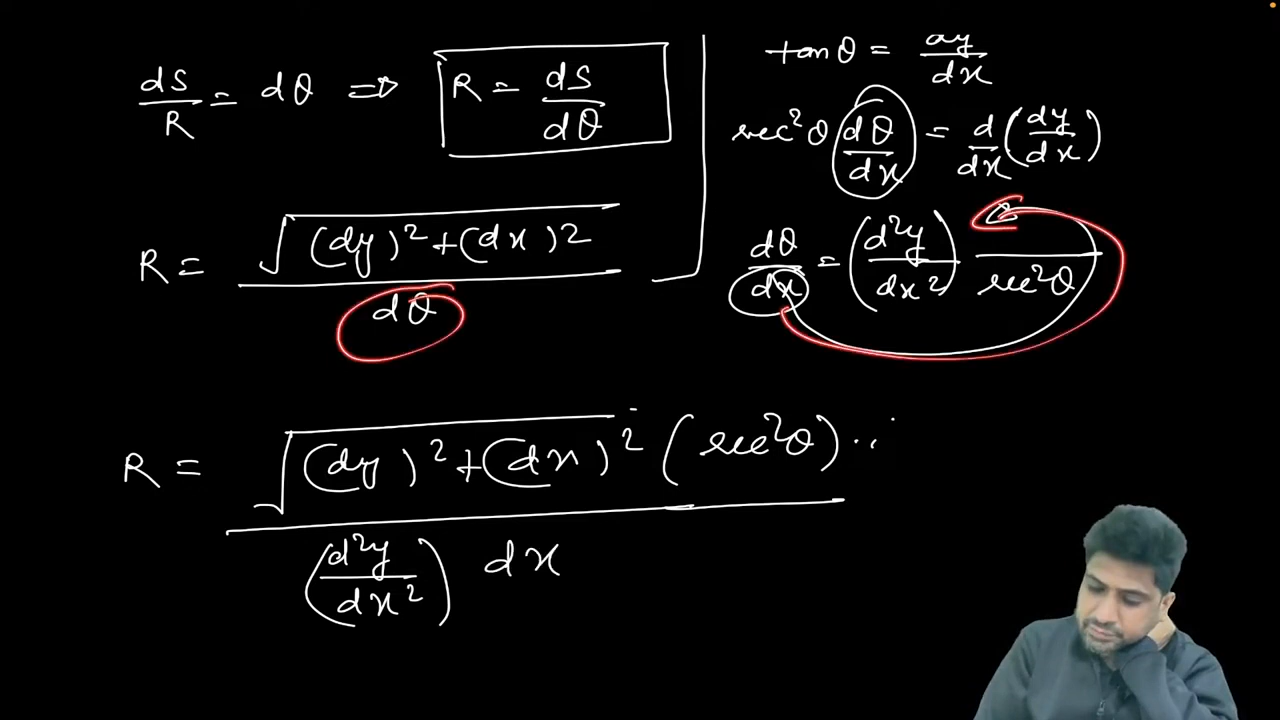 dS/R = dθ ⇒ R = dS/dθ
R = √((dy)² + (dx)²) / dθ
tanθ = dy/dx
sec²θ (dθ/dx) = d/dx (dy/dx)
dθ/dx = (d²y/dx²) /sec²θ
R = √((dy)² + (dx)²) (sec²θ) / (d²y/dx²) dx